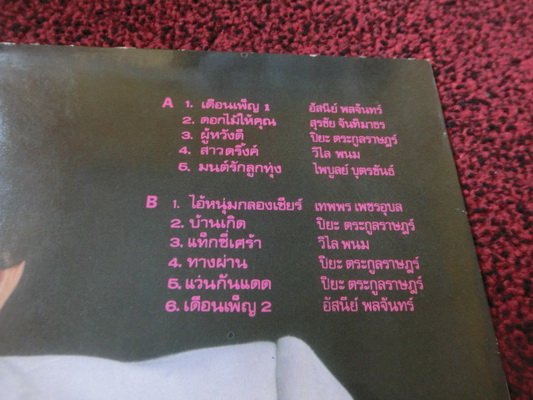 A 1. เดือนเพ็ญ 1 อัสนีย์ พลจันทร์
2. ดอกไม้ให้คุณ สุรชัย จันทิมาธร
3. ผู้หวังดี ปิยะ ตระกูลราษฎร์
4. สาวดริ๊งค์ วิไล พนม
5. มนต์รักลูกทุ่ง ไพบูลย์ บุตรขันธ์
B 1. ไอ้หนุ่มกลองเชียร์ เทพพร เพชรอุบล
2. บ้านเกิด ปิยะ ตระกูลราษฎร์
3. แท็กซี่เศร้า วิไล พนม
4. ทางผ่าน ปิยะ ตระกูลราษฎร์
5. แว่นกันแดด ปิยะ ตระกูลราษฎร์
6. เดือนเพ็ญ 2 อัสนีย์ พลจันทร์